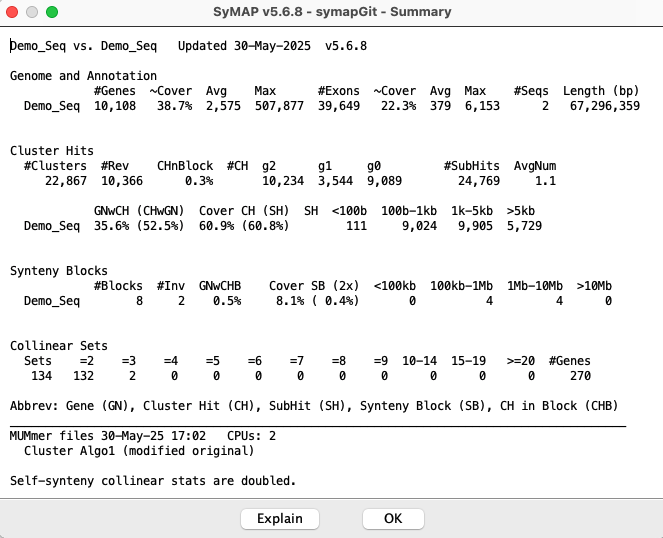 SyMAP v5.6.8 - symapGit - Summary
Demo_Seq vs. Demo_Seq   Updated 30-May-2025  v5.6.8
Genome and Annotation
            #Genes  ~Cover  Avg    Max      #Exons  ~Cover  Avg  Max    #Seqs  Length (bp)
  Demo_Seq  10,108   38.7%  2,575  507,877  39,649   22.3%  379  6,153      2   67,296,359
Cluster Hits
  #Clusters  #Rev    CHnBlock  #CH  g2      g1     g0         #SubHits  AvgNum
     22,867  10,366      0.3%       10,234  3,544  9,089        24,769     1.1
            GNwCH (CHwGN)  Cover CH (SH)  SH  <100b  100b-1kb  1k-5kb  >5kb
  Demo_Seq  35.6% (52.5%)  60.9% (60.8%)        111     9,024   9,905  5,729
Synteny Blocks
            #Blocks  #Inv  GNwCHB    Cover SB (2x)  <100kb  100kb-1Mb  1Mb-10Mb  >10Mb
  Demo_Seq        8     2    0.5%     8.1% ( 0.4%)       0          4         4      0
Collinear Sets
  Sets    =2    =3    =4    =5    =6    =7    =8    =9  10-14  15-19   >=20  #Genes
   134   132     2     0     0     0     0     0     0      0      0      0     270
Abbrev: Gene (GN), Cluster Hit (CH), SubHit (SH), Synteny Block (SB), CH in Block (CHB)
MUMmer files 30-May-25 17:02   CPUs: 2
  Cluster Algo1 (modified original)
Self-synteny collinear stats are doubled.
Explain OK